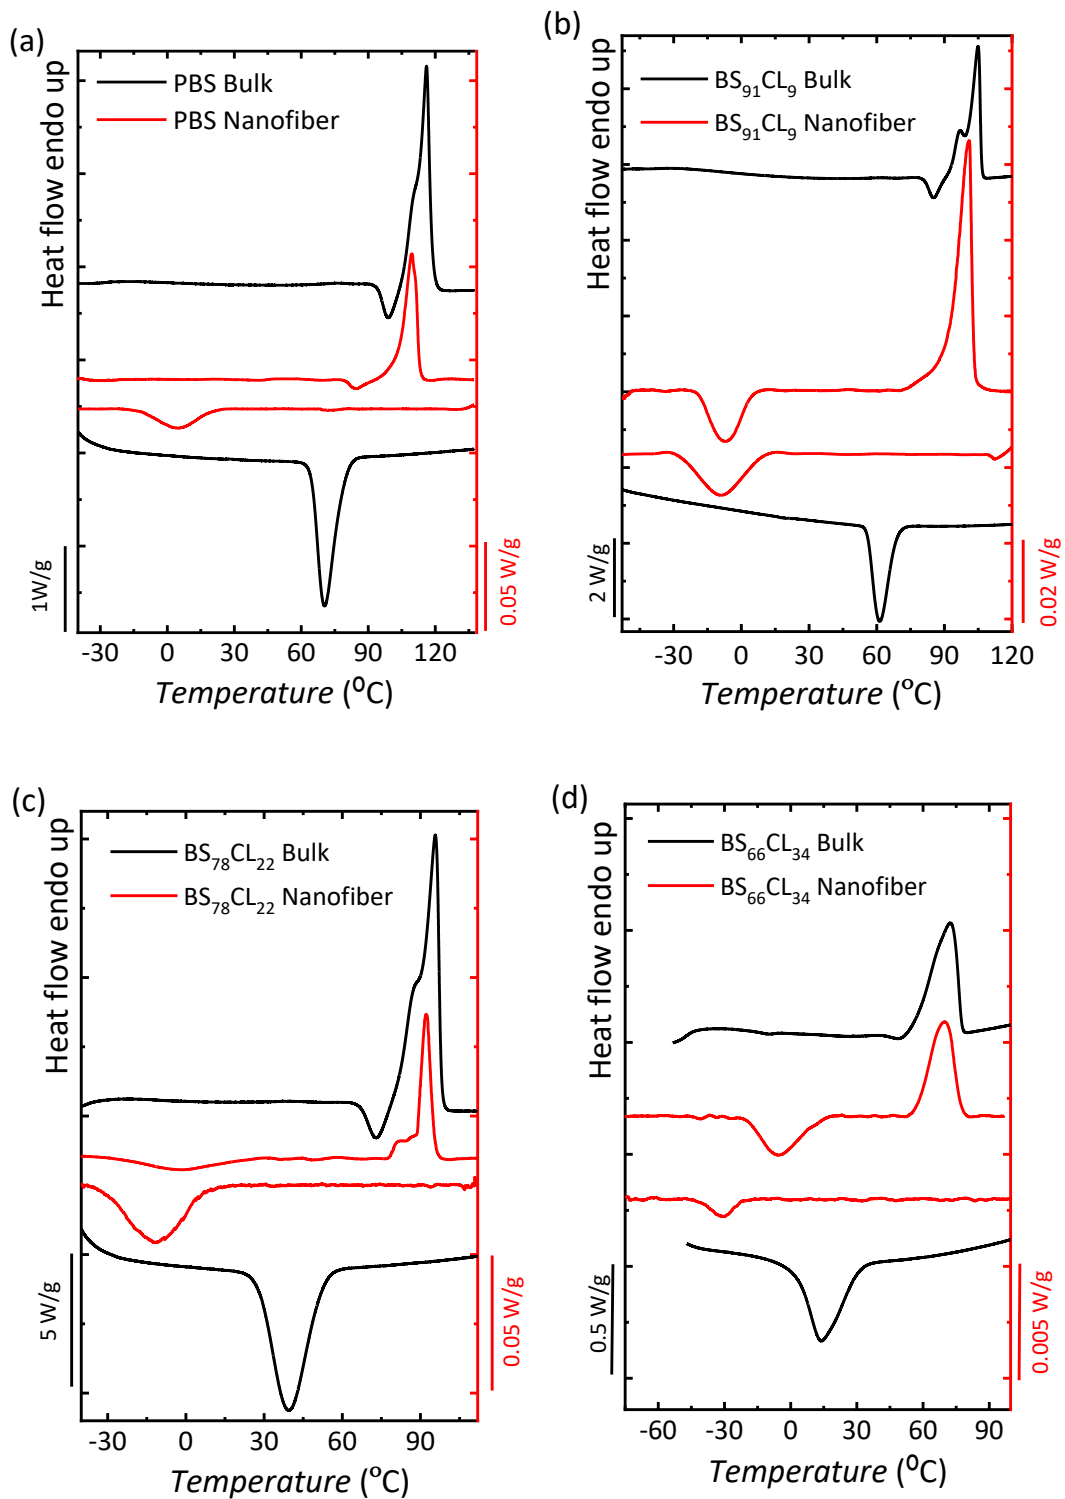 (a)
PBS Bulk
PBS Nanofiber
Heat flow endo up
1W/g
0.05 W/g
-30 0 30 60 90 120
Temperature (⁰C)
(b)
BS₉₁CL₉ Bulk
BS₉₁CL₉ Nanofiber
Heat flow endo up
2 W/g
0.02 W/g
-30 0 30 60 90 120
Temperature (°C)
(c)
BS₇₈CL₂₂ Bulk
BS₇₈CL₂₂ Nanofiber
Heat flow endo up
5 W/g
0.05 W/g
-30 0 30 60 90
Temperature (°C)
(d)
BS₆₆CL₃₄ Bulk
BS₆₆CL₃₄ Nanofiber
Heat flow endo up
0.5 W/g
0.005 W/g
-60 -30 0 30 60 90
Temperature (⁰C)